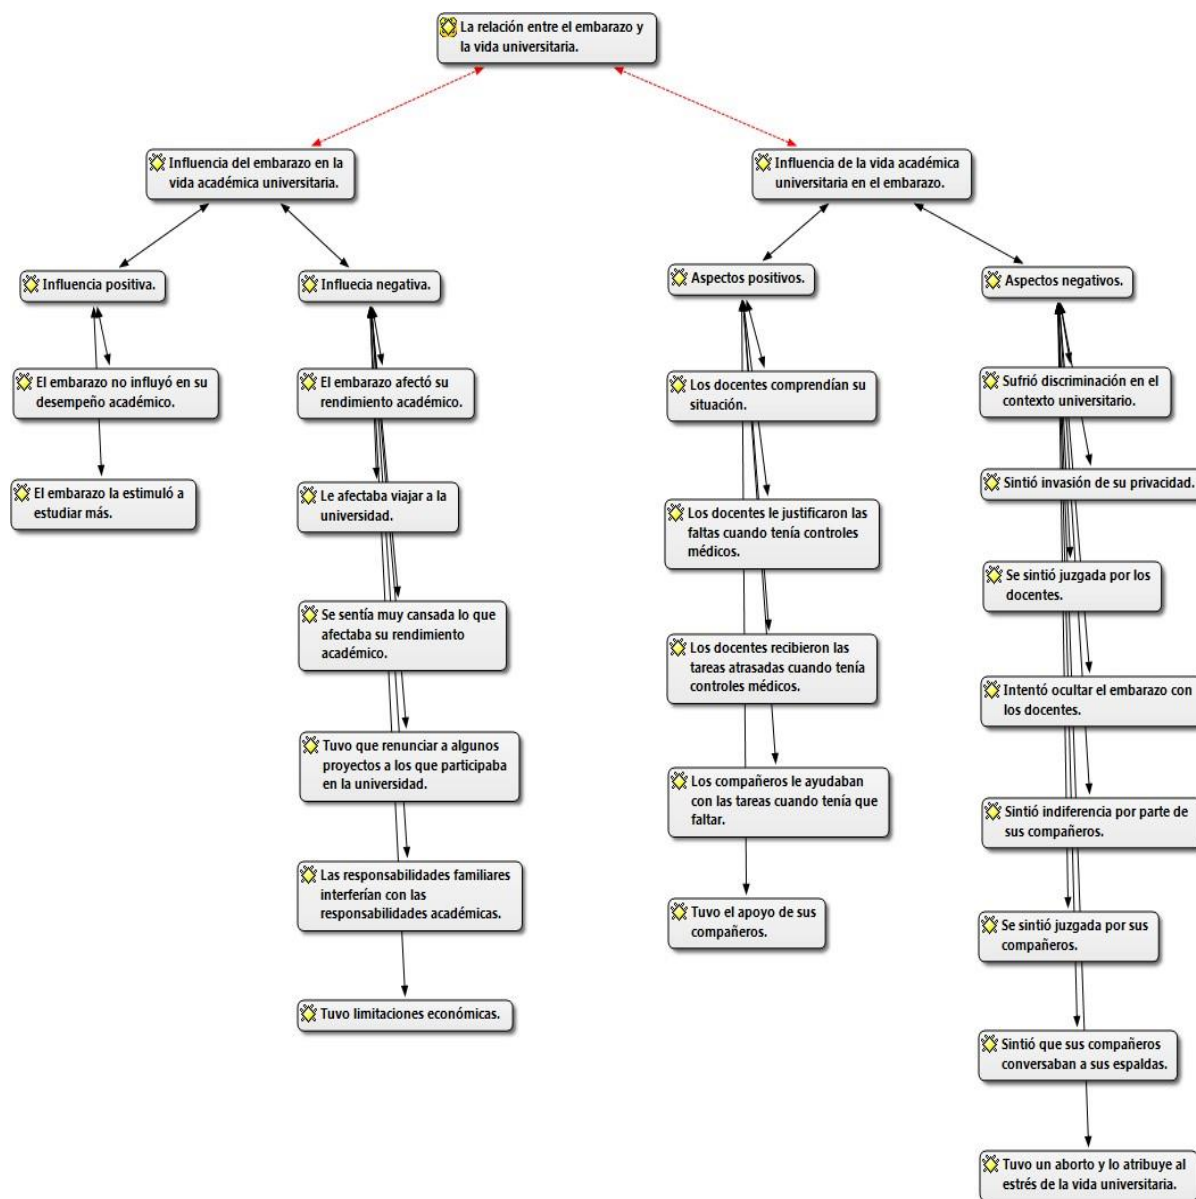 La relación entre el embarazo y
la vida universitaria.
Influencia del embarazo en la
vida académica universitaria.
Influencia de la vida académica
universitaria en el embarazo.
Influencia positiva.
Influecia negativa.
Aspectos positivos.
Aspectos negativos.
El embarazo no influyó en su
desempeño académico.
El embarazo la estimuló a
estudiar más.
El embarazo afectó su
rendimiento académico.
Le afectaba viajar a la
universidad.
Se sentía muy cansada lo que
afectaba su rendimiento
académico.
Tuvo que renunciar a algunos
proyectos a los que participaba
en la universidad.
Las responsabilidades familiares
interferían con las
responsabilidades académicas.
Tuvo limitaciones económicas.
Los docentes comprendían su
situación.
Los docentes le justificaron las
faltas cuando tenía controles
médicos.
Los docentes recibieron las
tareas atrasadas cuando tenía
controles médicos.
Los compañeros le ayudaban
con las tareas cuando tenía que
faltar.
Tuvo el apoyo de sus
compañeros.
Sufrió discriminación en el
contexto universitario.
Sintió invasión de su privacidad.
Se sintió juzgada por los
docentes.
Intentó ocultar el embarazo con
los docentes.
Sintió indiferencia por parte de
sus compañeros.
Se sintió juzgada por sus
compañeros.
Sintió que sus compañeros
conversaban a sus espaldas.
Tuvo un aborto y lo atribuye al
estrés de la vida universitaria.